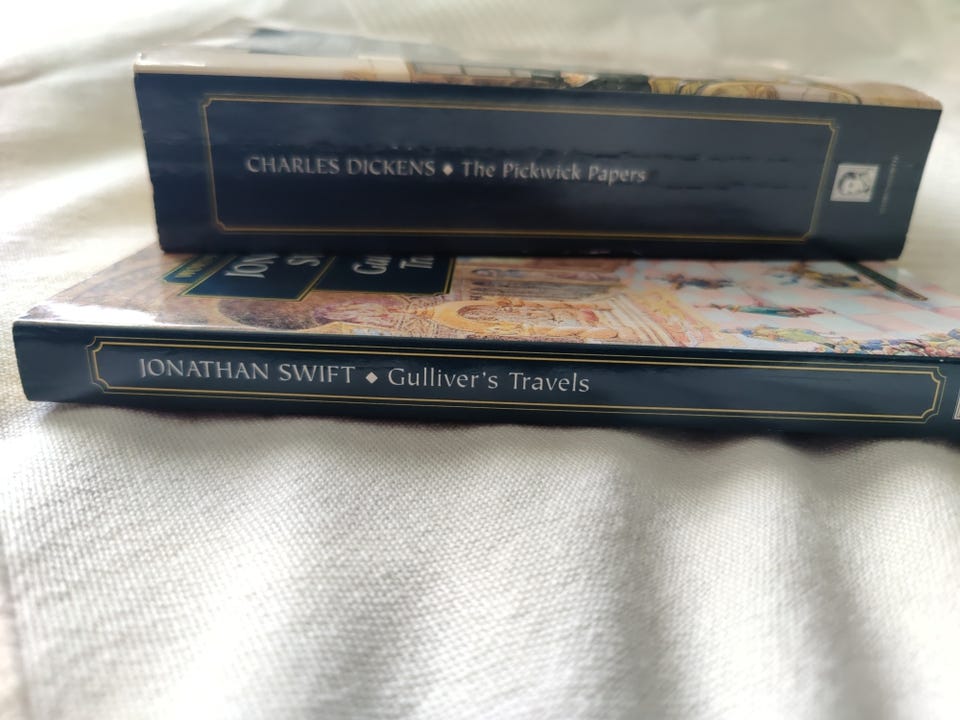 CHARLES DICKENS ◆ The Pickwick Papers
JONATHAN SWIFT ◆ Gulliver's Travels